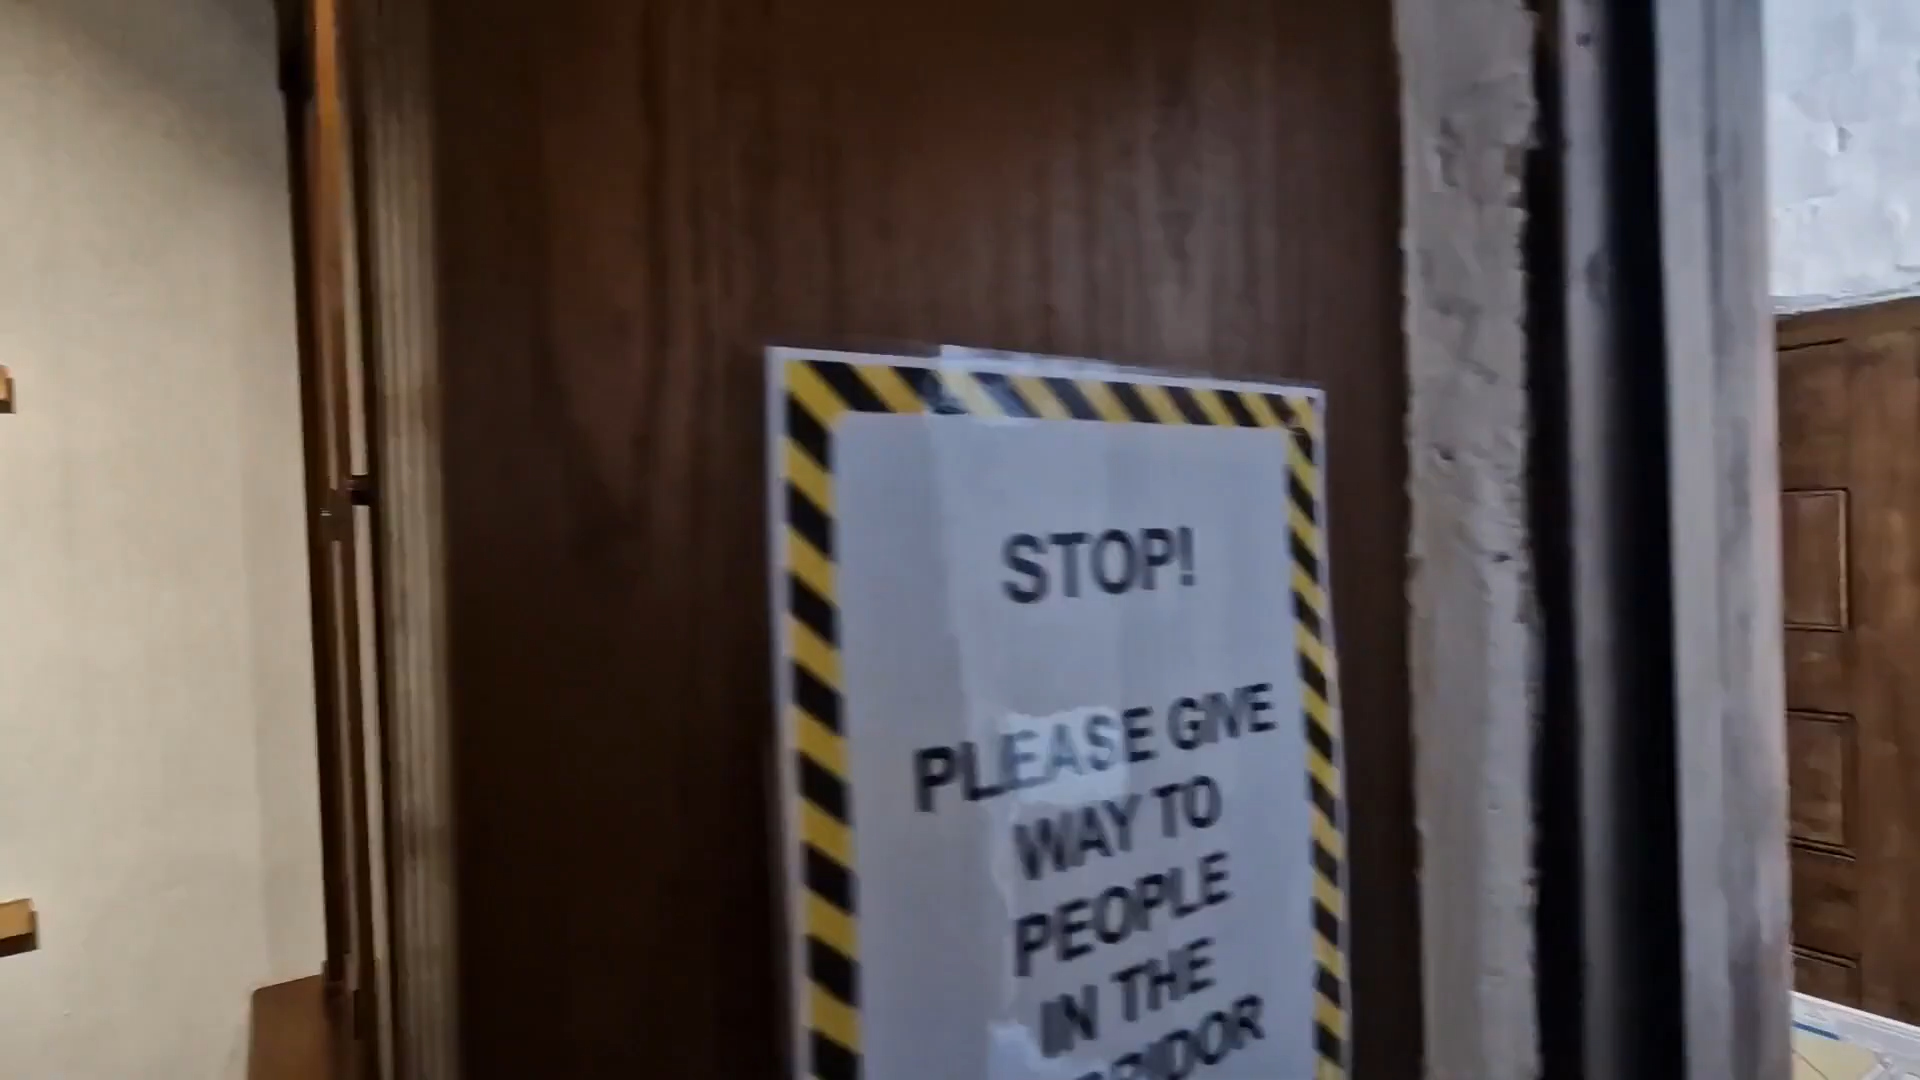 STOP!
PLEASE GIVE
WAY TO
PEOPLE
IN THE